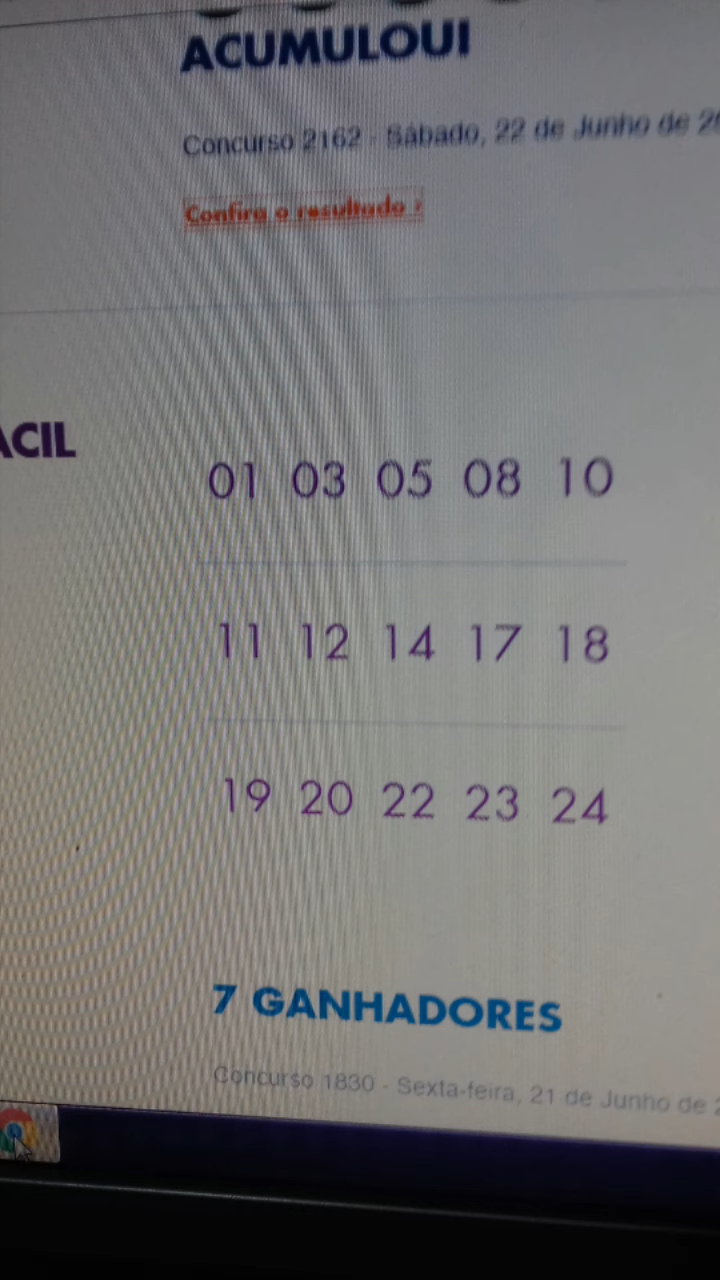 ACUMULOU!
Concurso 2162 - Sábado, 22 de Junho de
Confira o resultado ›
ACIL
01 03 05 08 10
11 12 14 17 18
19 20 22 23 24
7 GANHADORES
Concurso 1830 - Sexta-feira, 21 de Junho de 2